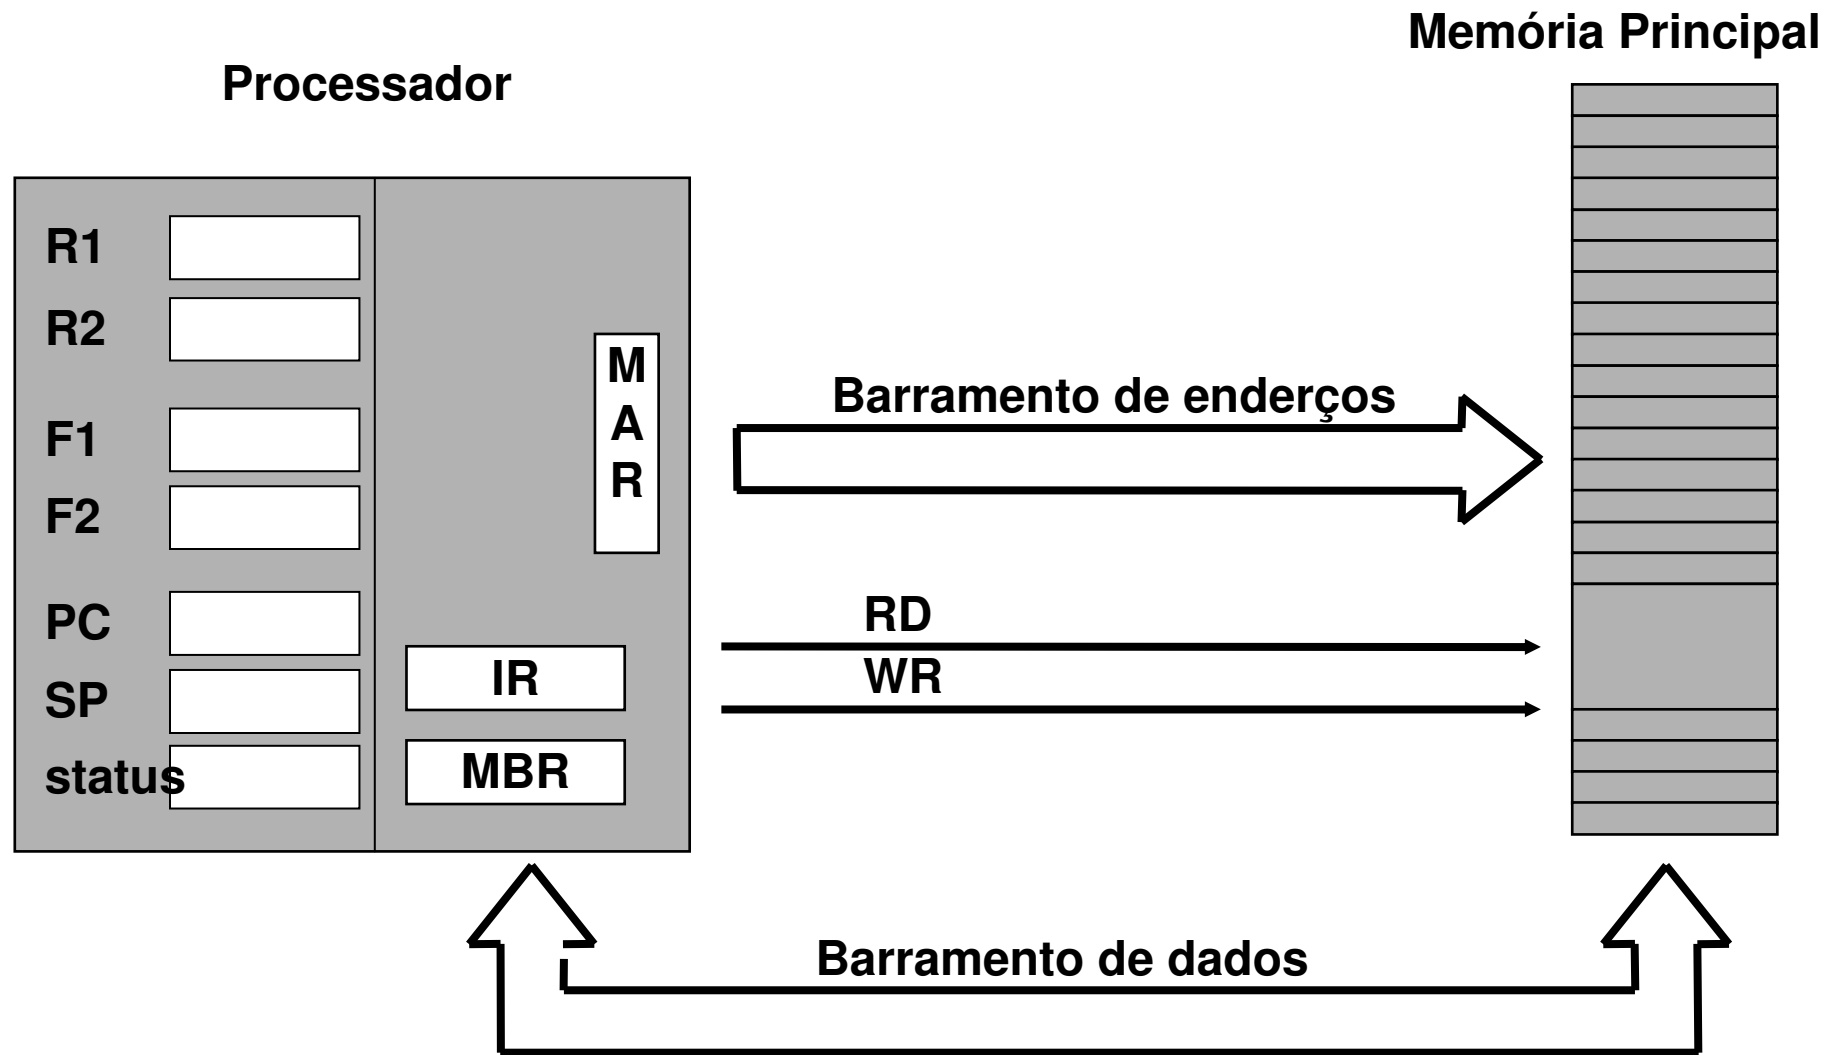 Memória Principal
Processador
R1
R2
F1
F2
PC
SP
status
M
A
R
IR
MBR
Barramento de enderços
RD
WR
Barramento de dados